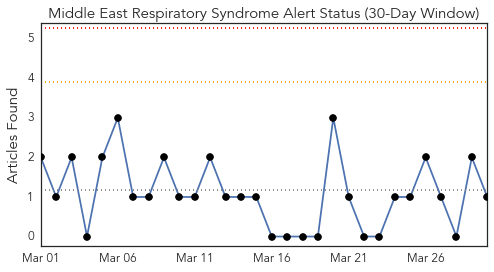 Middle East Respiratory Syndrome Alert Status (30-Day Window)
Articles Found
5
4
3
2
1
0
Mar 01
Mar 06
Mar 11
Mar 16
Mar 21
Mar 26